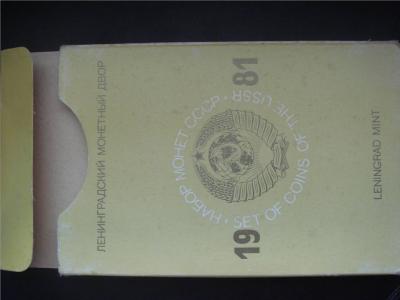 ЛЕНИНГРАДСКИЙ МОНЕТНЫЙ ДВОР
НАБОР МОНЕТ СССР · SET OF COINS OF THE USSR ·
19 81
LENINGRAD MINT